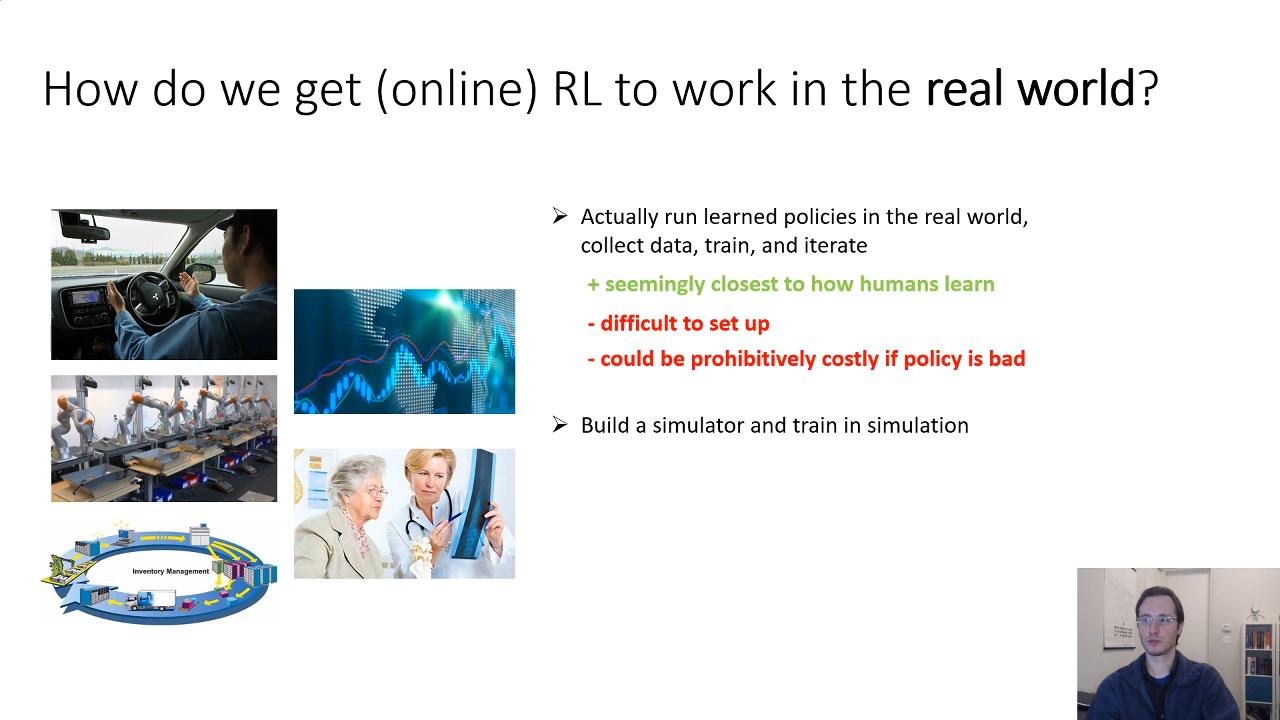 How do we get (online) RL to work in the real world?
➢ Actually run learned policies in the real world,
collect data, train, and iterate
+ seemingly closest to how humans learn
- difficult to set up
- could be prohibitively costly if policy is bad
➢ Build a simulator and train in simulation
Inventory Management